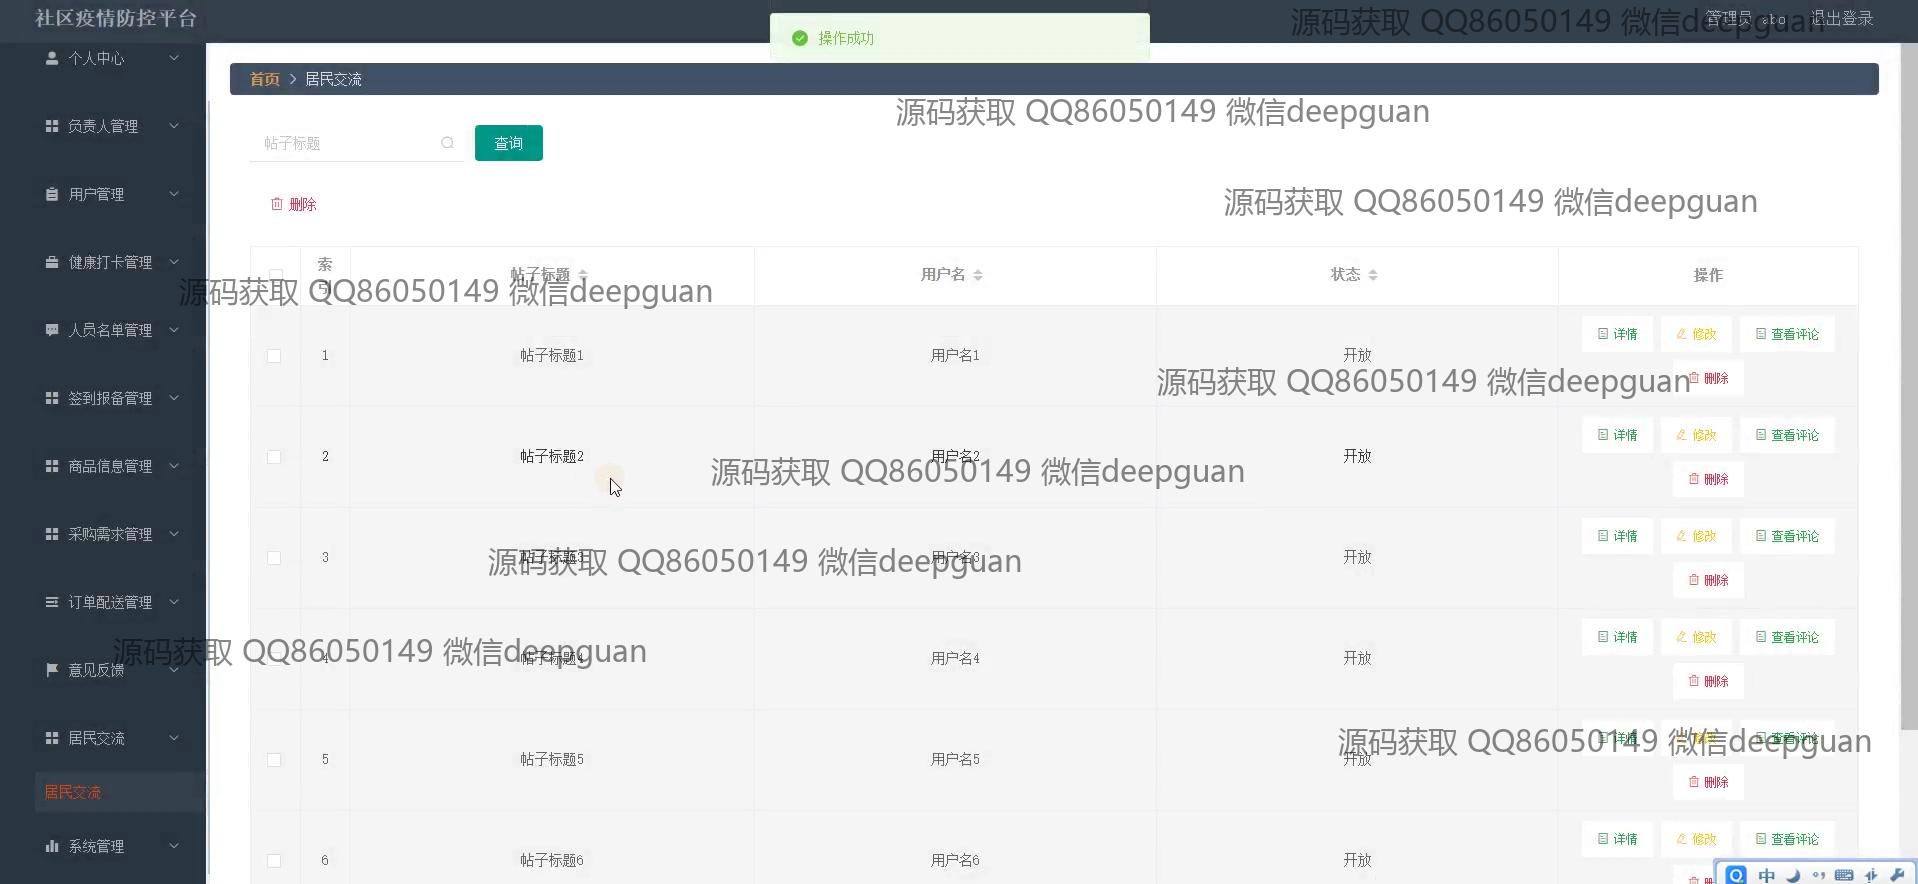 社区疫情防控平台
管理员 abo 退出登录
源码获取 QQ86050149 微信deepguan
操作成功
个人中心
首页 居民交流
源码获取 QQ86050149 微信deepguan
负责人管理
帖子标题 查询
用户管理
删除
源码获取 QQ86050149 微信deepguan
健康打卡管理
索引 帖子标题 用户名 状态 操作
源码获取 QQ86050149 微信deepguan
人员名单管理
1 帖子标题1 用户名1 开放 详情 修改 查看评论
删除
源码获取 QQ86050149 微信deepguan
签到报备管理
2 帖子标题2 用户名2 开放 详情 修改 查看评论
删除
源码获取 QQ86050149 微信deepguan
商品信息管理
采购需求管理
3 帖子标题3 用户名3 开放 详情 修改 查看评论
删除
源码获取 QQ86050149 微信deepguan
订单配送管理
4 帖子标题4 用户名4 开放 详情 修改 查看评论
删除
源码获取 QQ86050149 微信deepguan
意见反馈
居民交流
5 帖子标题5 用户名5 开放 详情 修改 查看评论
删除
源码获取 QQ86050149 微信deepguan
居民交流
系统管理
6 帖子标题6 用户名6 开放 详情 修改 查看评论
中